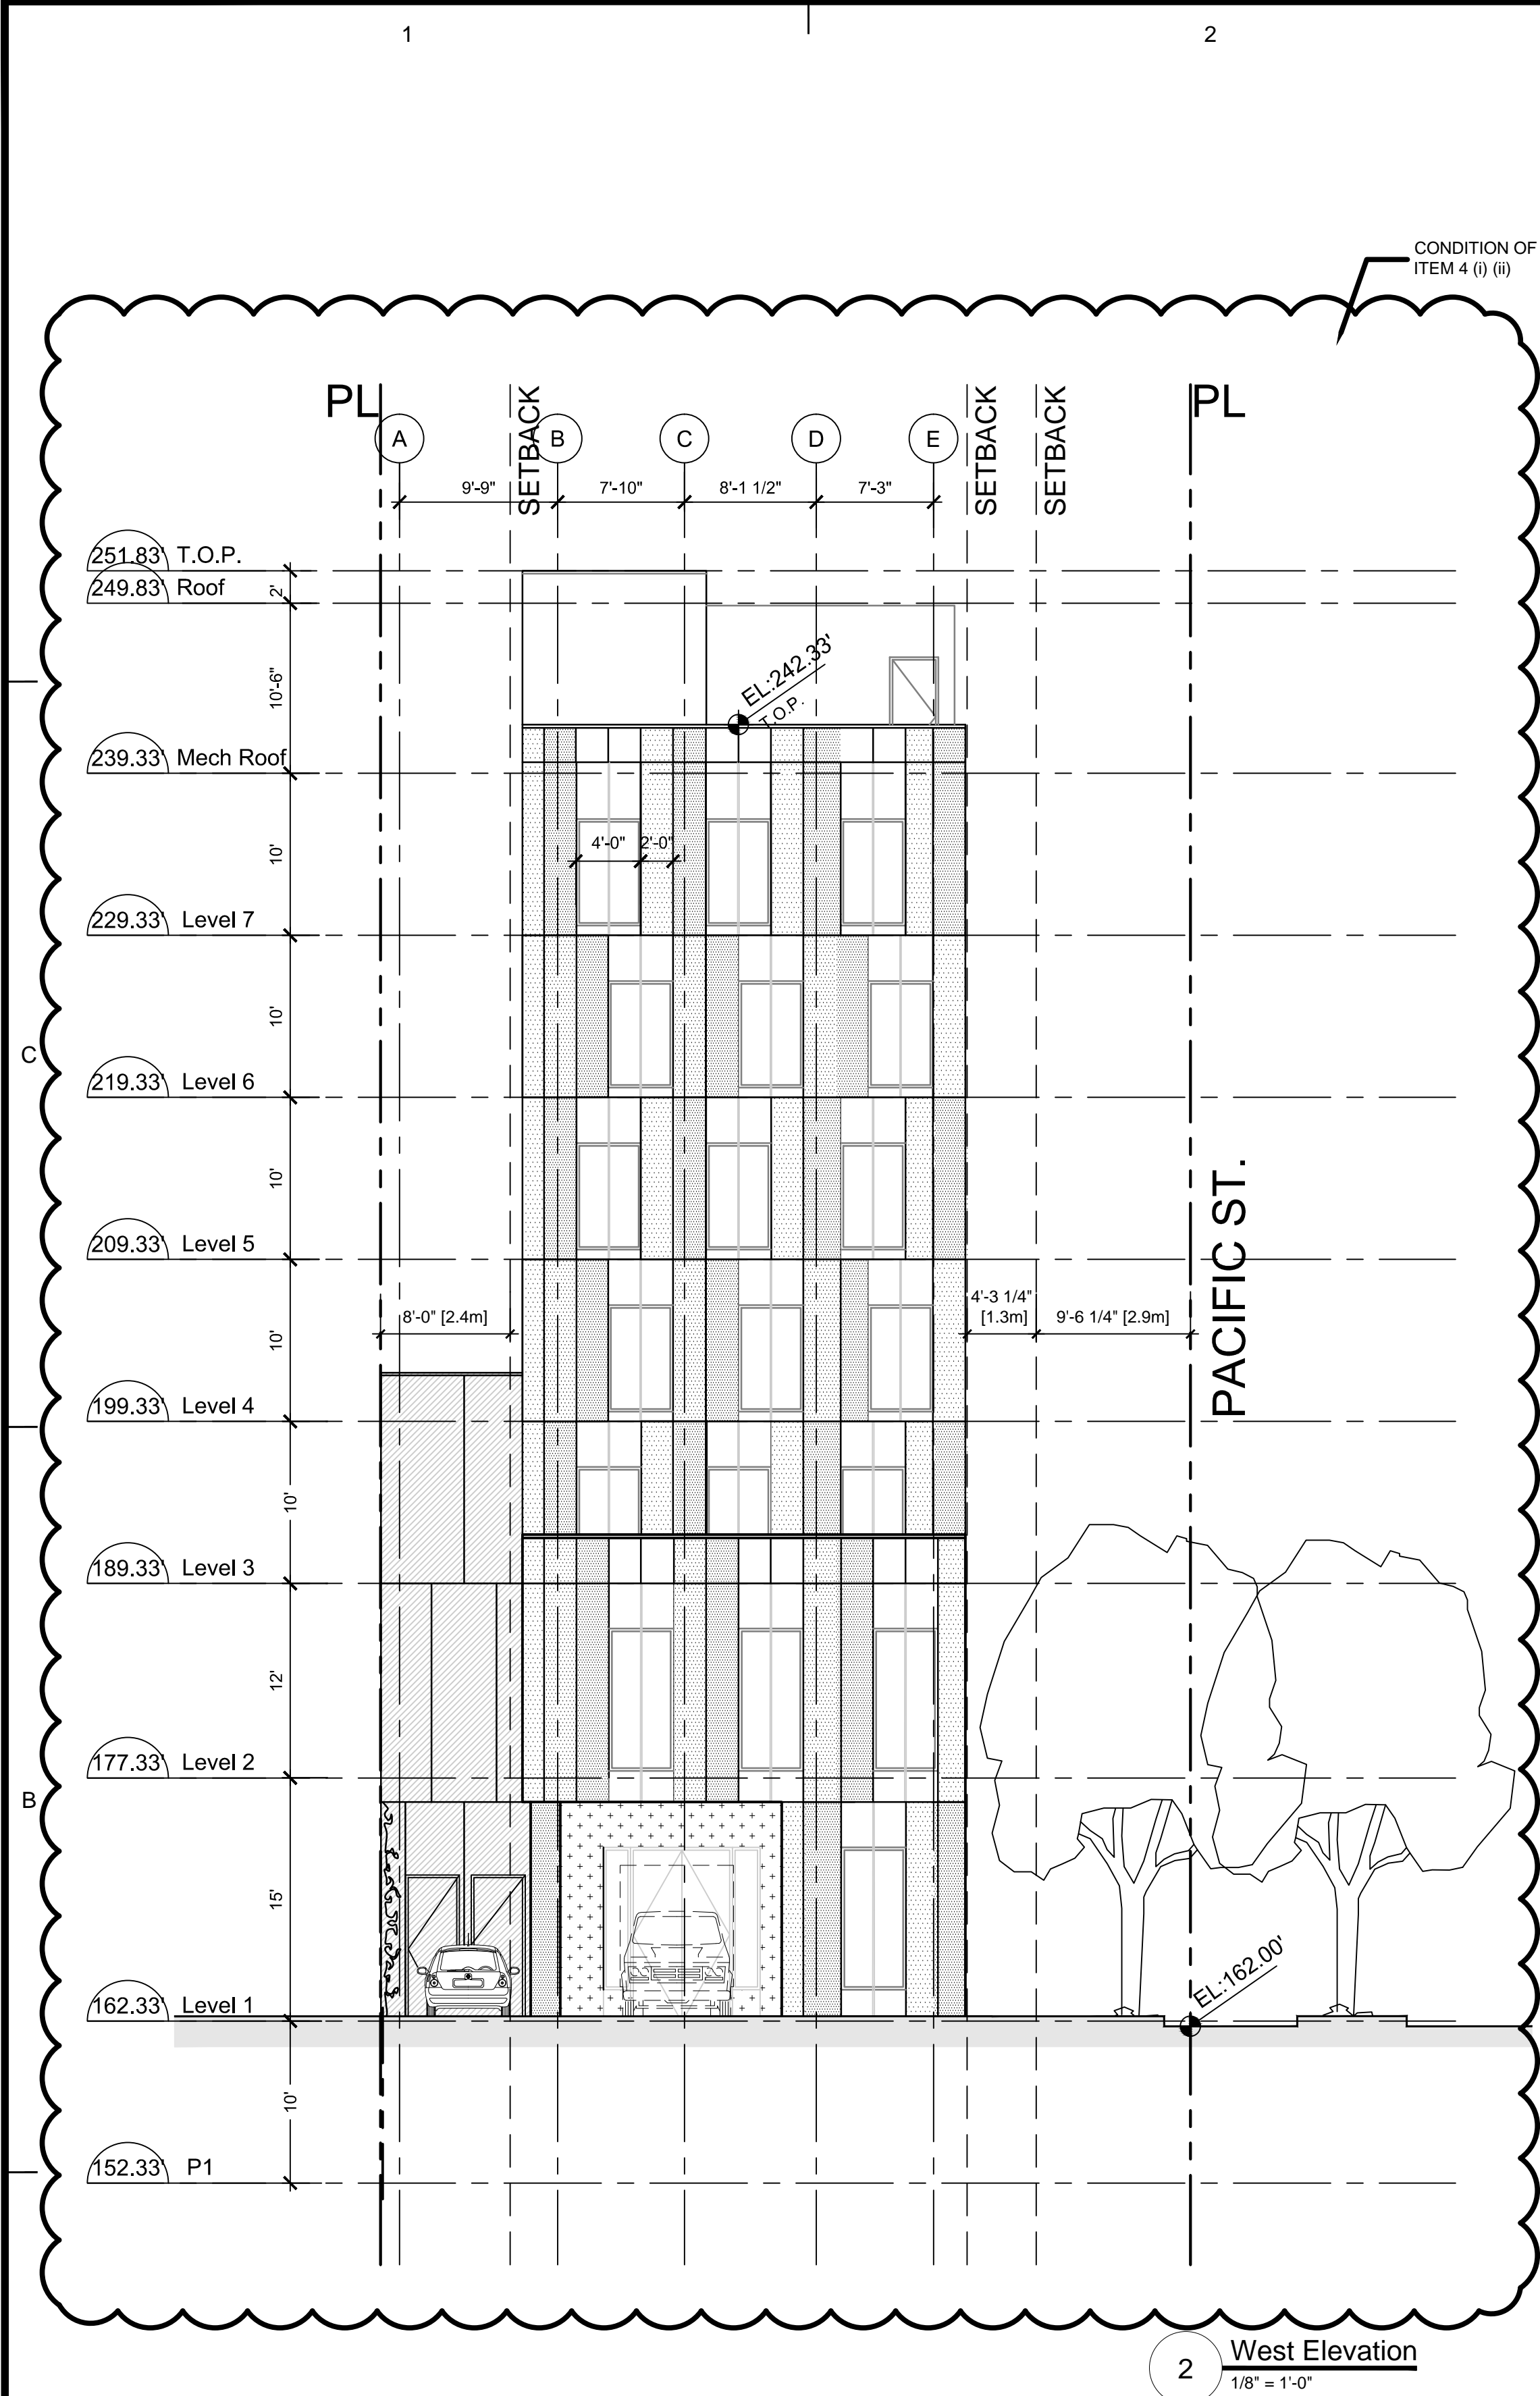 1
2
CONDITION OF
ITEM 4 (i) (ii)
PL
SETBACK
SETBACK
SETBACK
PL
A
B
C
D
E
9'-9"
7'-10"
8'-1 1/2"
7'-3"
251.83' T.O.P.
2'
249.83' Roof
10'-6"
EL:242.33'
T.O.P.
239.33' Mech Roof
10'
4'-0"
2'-0"
229.33' Level 7
10'
C
219.33' Level 6
10'
209.33' Level 5
10'
8'-0" [2.4m]
4'-3 1/4"
[1.3m]
9'-6 1/4" [2.9m]
PACIFIC ST.
199.33' Level 4
10'
189.33' Level 3
12'
177.33' Level 2
B
15'
162.33' Level 1
EL:162.00'
10'
152.33' P1
2
West Elevation
1/8" = 1'-0"